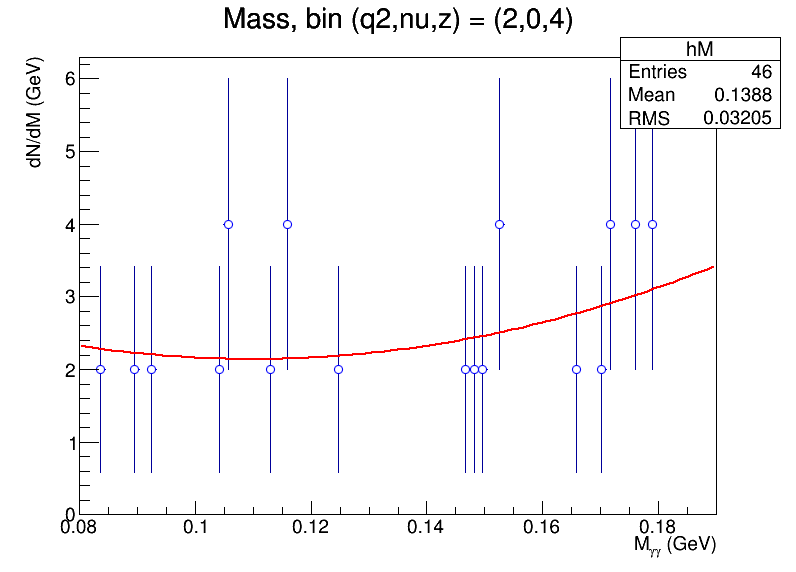 Mass, bin (q2,nu,z) = (2,0,4)
hM
Entries 46
Mean 0.1388
RMS 0.03205
dN/dM (GeV)
6
5
4
3
2
1
0
0.08 0.1 0.12 0.14 0.16 0.18
Mγγ (GeV)